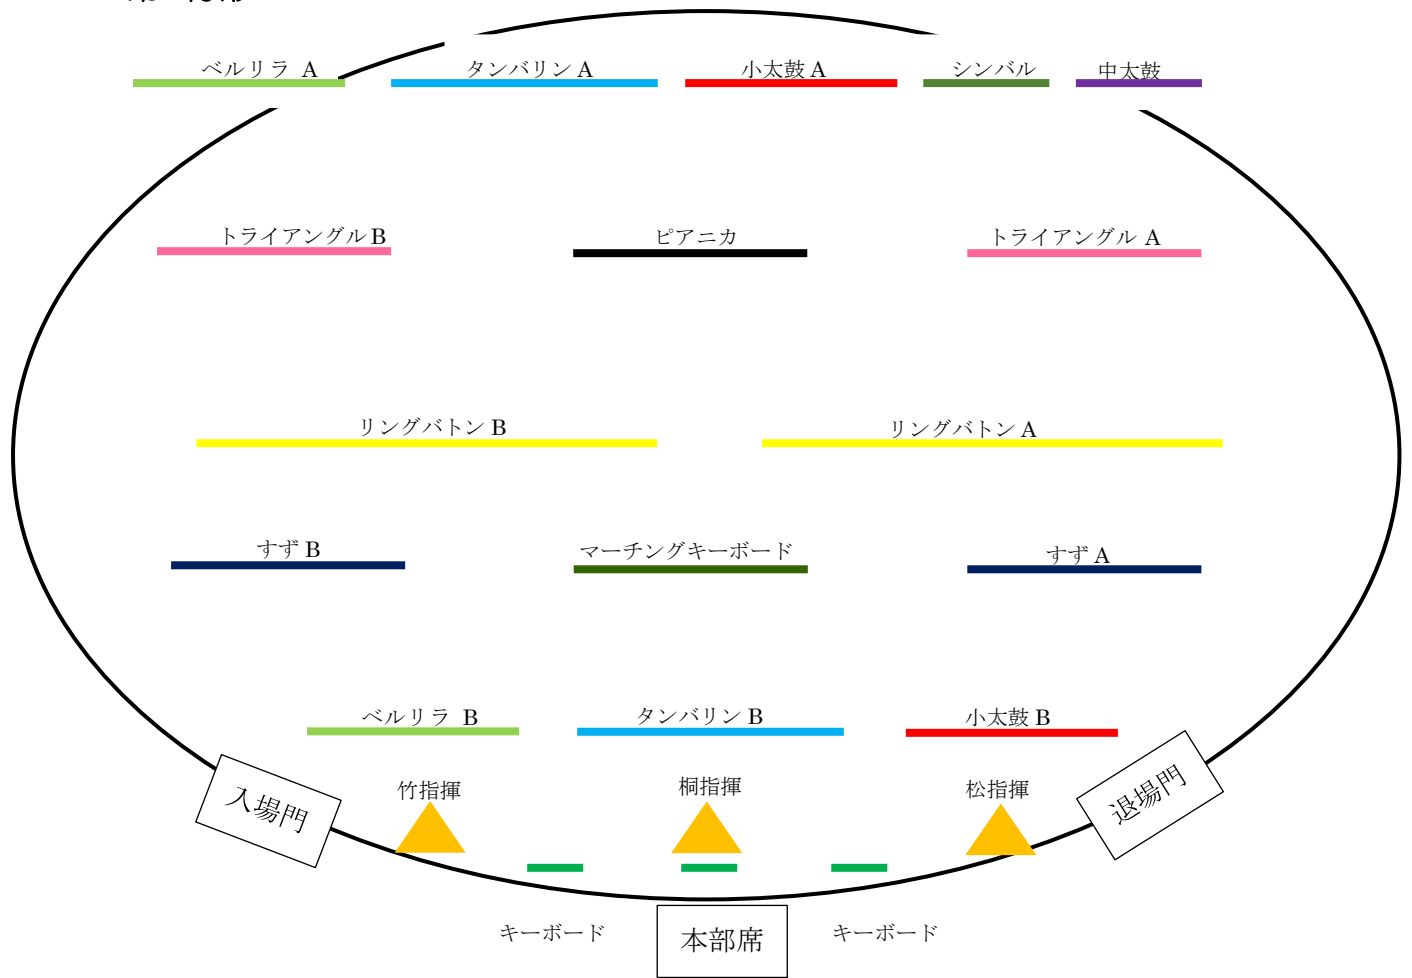 ベルリラ A タンバリン A 小太鼓 A シンバル 中太鼓
トライアングル B ピアニカ トライアングル A
リングバトン B リングバトン A
すず B マーチングキーボード すず A
ベルリラ B タンバリン B 小太鼓 B
竹指揮 桐指揮 松指揮
入場門 退場門
キーボード 本部席 キーボード